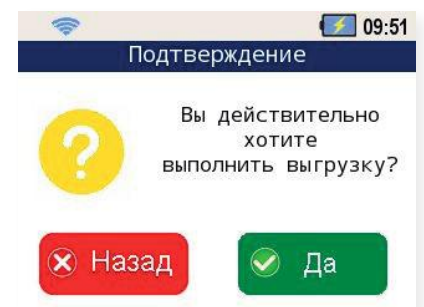 09:51
Подтверждение
Вы действительно
хотите
выполнить выгрузку?
Назад
Да